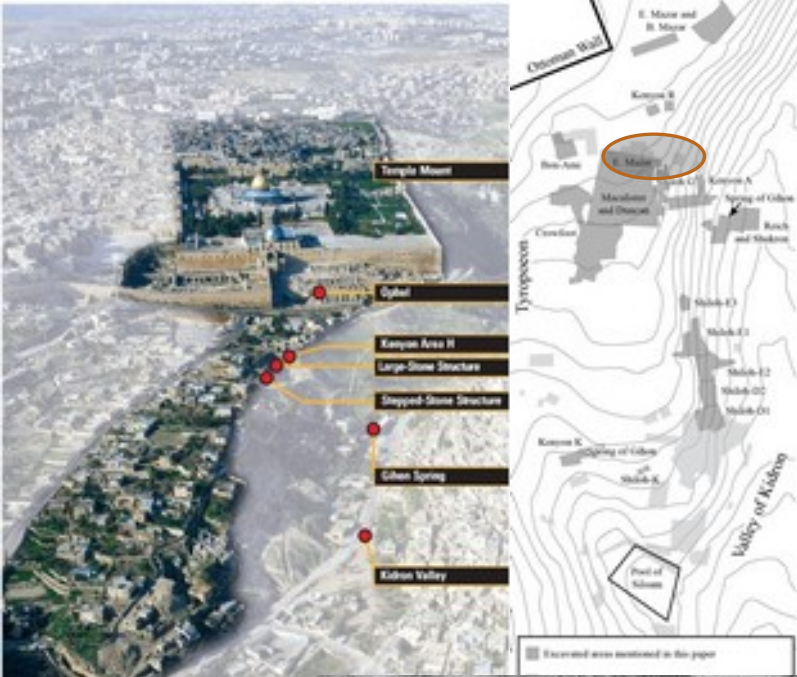 Temple Mount
Ophel
Kenyon Area H
Large-Stone Structure
Stepped-Stone Structure
Gihon Spring
Kidron Valley
E. Mazar and
B. Mazar
Ottoman Wall
Ben-Ami
E. Mazar
Kenyon A
Macalister
and Duncan
Spring of Gihon
Reich
and Shukron
Crowfoot
Tyropoeon
Shiloh-E3
Shiloh-E1
Shiloh-E2
Shiloh-D2
Shiloh-D1
Kenyon K
Spring of Gihon
Shiloh-K
Valley of Kidron
Pool of
Siloam
Excavated areas mentioned in this paper